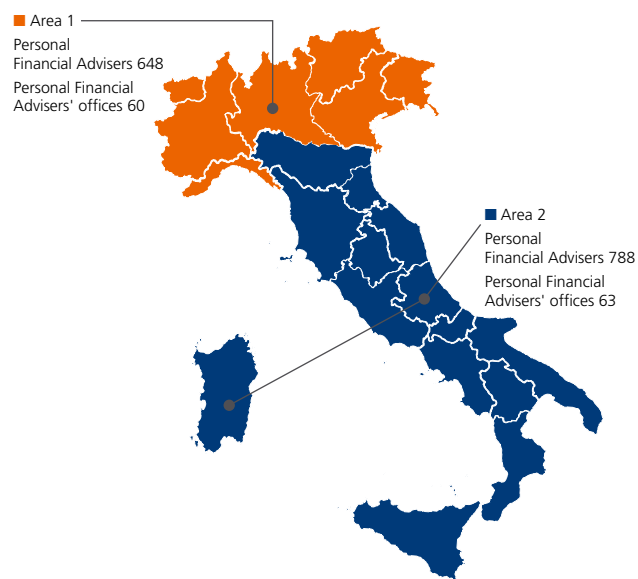 Area 1
Personal
Financial Advisers 648
Personal Financial
Advisers' offices 60
Area 2
Personal
Financial Advisers 788
Personal Financial
Advisers' offices 63